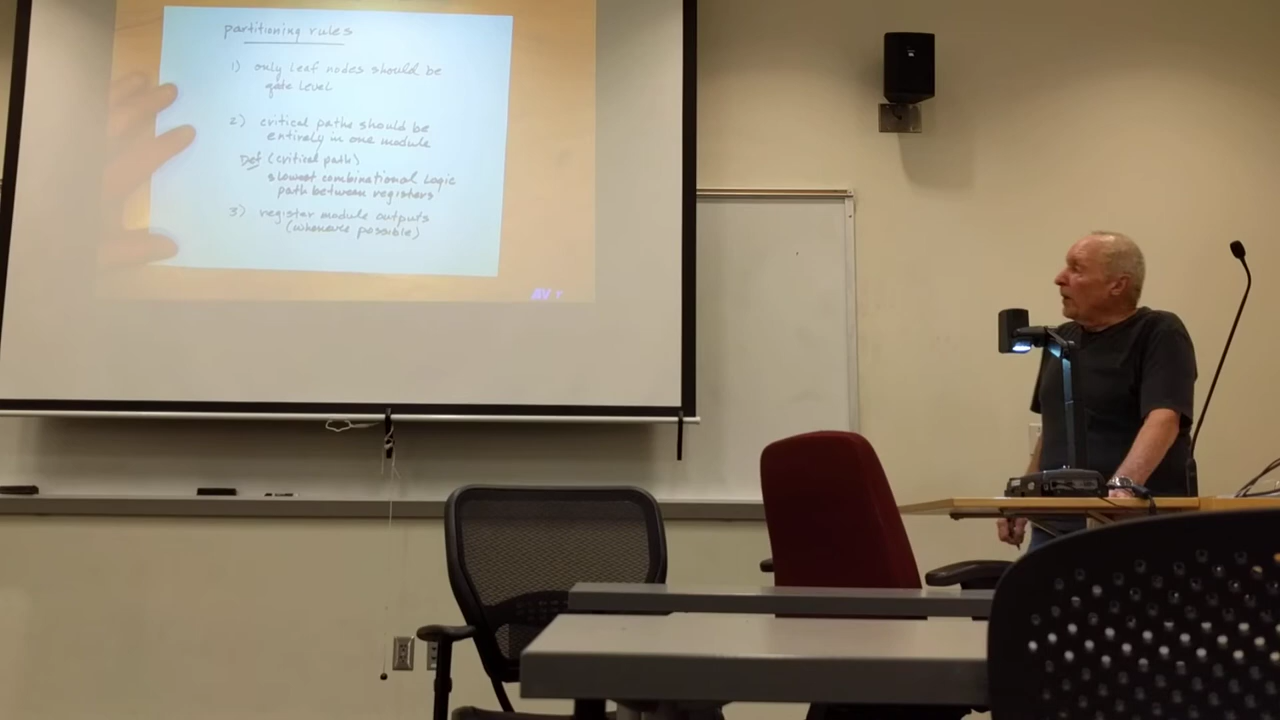 partitioning rules
1) only leaf nodes should be
gate level
2) critical paths should be
entirely in one module
Def (critical path)
slowest combinational logic
path between registers
3) register module outputs
(whenever possible)
AV